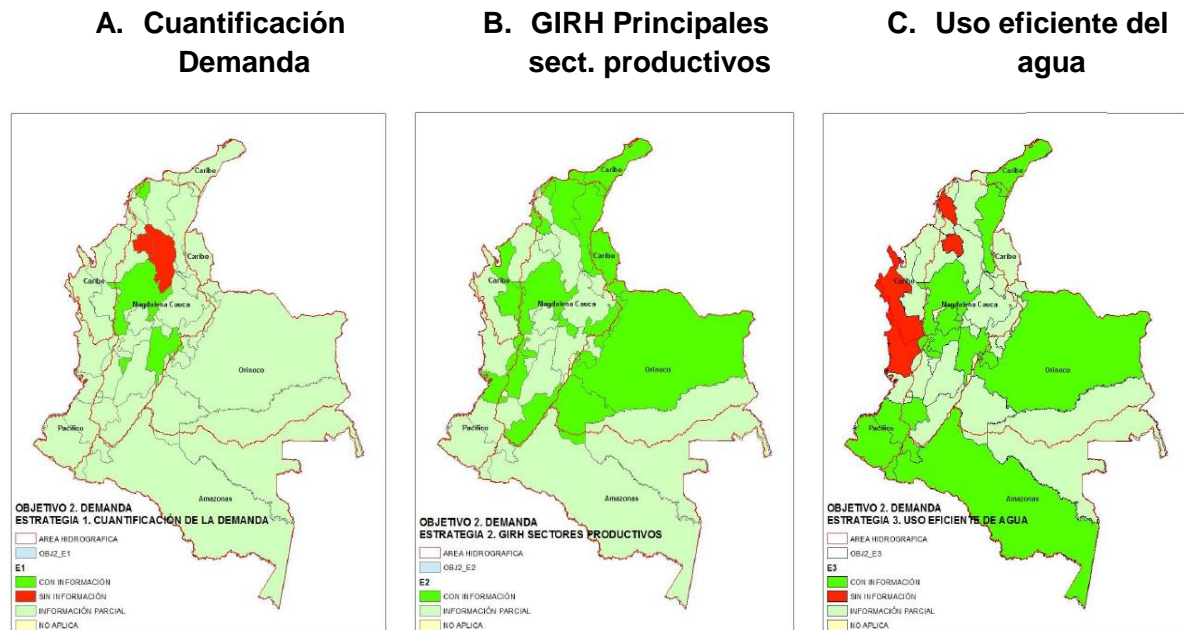 A. Cuantificación
Demanda
B. GIRH Principales
sect. productivos
C. Uso eficiente del
agua
Caribe
Caribe
Caribe
Magdalena Cauca
Orinoco
Pacífico
Amazonas
OBJETIVO 2. DEMANDA
ESTRATEGIA 1. CUANTIFICACIÓN DE LA DEMANDA
AREA HIDROGRAFICA
OBJ2_E1
E1
CON INFORMACIÓN
SIN INFORMACIÓN
INFORMACIÓN PARCIAL
NO APLICA
Caribe
Caribe
Caribe
Magdalena Cauca
Orinoco
Pacífico
Amazonas
OBJETIVO 2. DEMANDA
ESTRATEGIA 2. GIRH SECTORES PRODUCTIVOS
AREA HIDROGRAFICA
OBJ2_E2
E2
CON INFORMACIÓN
INFORMACIÓN PARCIAL
NO APLICA
Caribe
Caribe
Caribe
Magdalena Cauca
Orinoco
Pacífico
Amazonas
OBJETIVO 2. DEMANDA
ESTRATEGIA 3. USO EFICIENTE DE AGUA
AREA HIDROGRAFICA
OBJ2_E3
E3
CON INFORMACIÓN
SIN INFORMACIÓN
INFORMACIÓN PARCIAL
NO APLICA